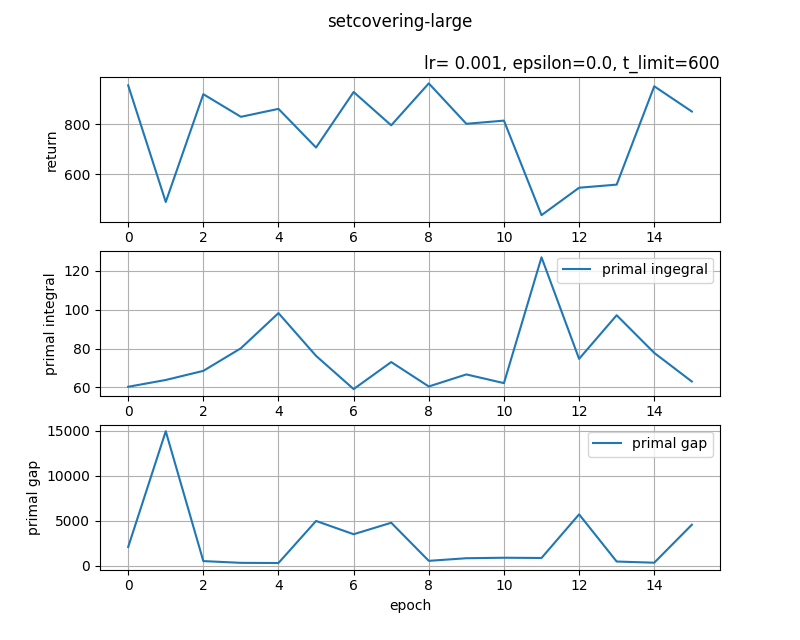 setcovering-large
lr= 0.001, epsilon=0.0, t_limit=600
800
600
return
0 2 4 6 8 10 12 14
120
100
80
60
primal integral
primal ingegral
0 2 4 6 8 10 12 14
15000
10000
5000
0
primal gap
primal gap
0 2 4 6 8 10 12 14
epoch